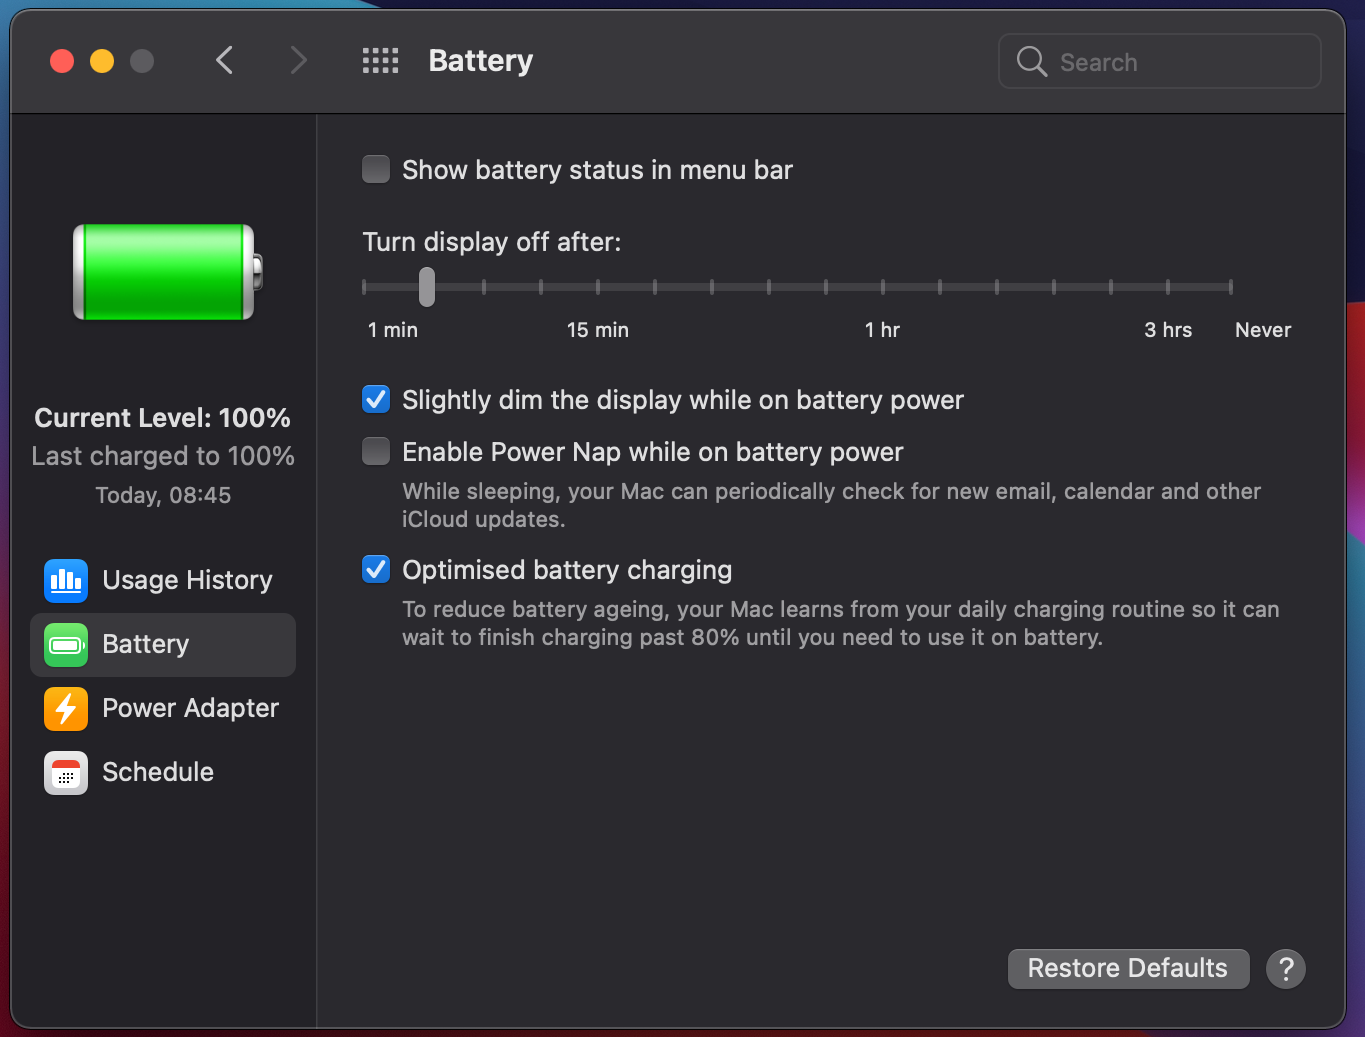 Battery
Search
Show battery status in menu bar
Turn display off after:
1 min 15 min 1 hr 3 hrs Never
Slightly dim the display while on battery power
Enable Power Nap while on battery power
While sleeping, your Mac can periodically check for new email, calendar and other
iCloud updates.
Optimised battery charging
To reduce battery ageing, your Mac learns from your daily charging routine so it can
wait to finish charging past 80% until you need to use it on battery.
Current Level: 100%
Last charged to 100%
Today, 08:45
Usage History
Battery
Power Adapter
Schedule
Restore Defaults
?